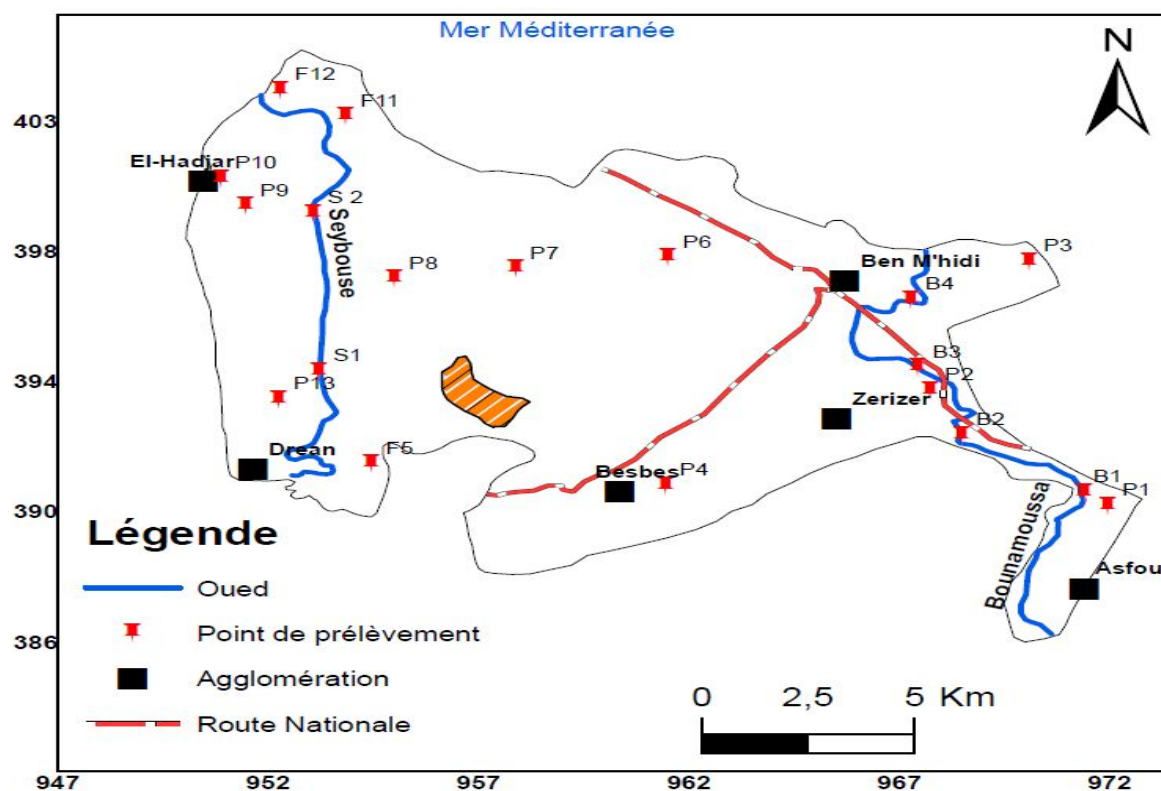 Mer Méditerranée
N
F12
F11
403
El-Hadjar
P10
P9
S 2
Seybouse
398
P8
P7
P6
Ben M'hidi
P3
B4
394
S1
P13
B3
P2
Zerizer
B2
Drean
F5
Besbes
P4
B1
P1
390
Bounamoussa
Asfou
Légende
Oued
386
Point de prélèvement
Agglomération
Route Nationale
0 2,5 5 Km
947 952 957 962 967 972